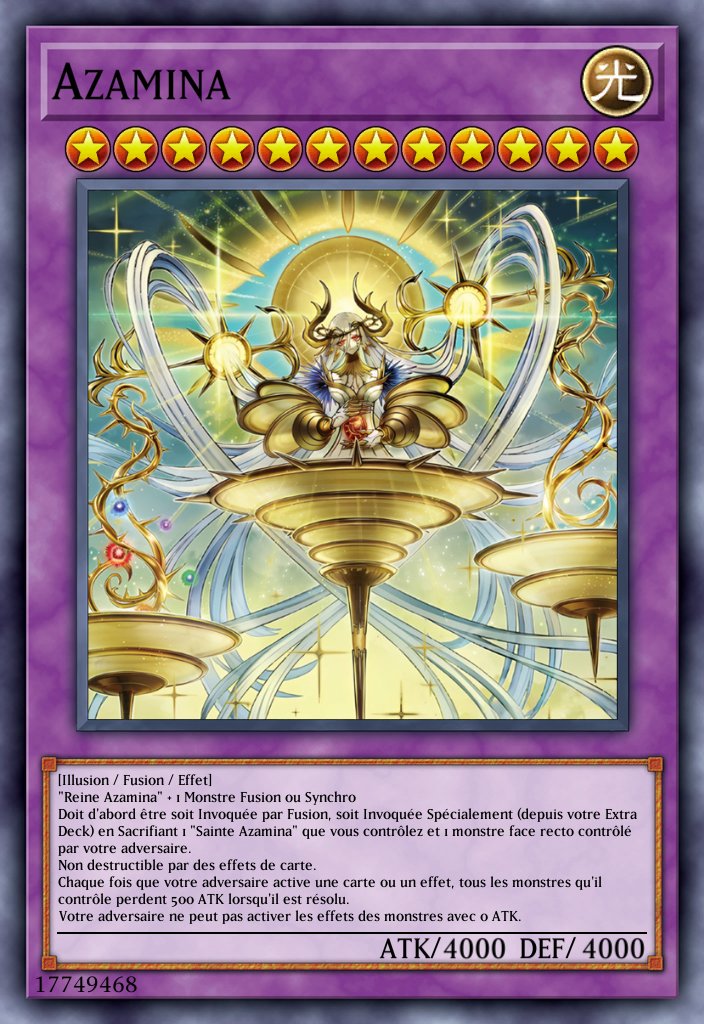 Azamina
光
[Illusion / Fusion / Effet]
"Reine Azamina" + 1 Monstre Fusion ou Synchro
Doit d'abord être soit Invoquée par Fusion, soit Invoquée Spécialement (depuis votre Extra
Deck) en Sacrifiant 1 "Sainte Azamina" que vous contrôlez et 1 monstre face recto contrôlé
par votre adversaire.
Non destructible par des effets de carte.
Chaque fois que votre adversaire active une carte ou un effet, tous les monstres qu'il
contrôle perdent 500 ATK lorsqu'il est résolu.
Votre adversaire ne peut pas activer les effets des monstres avec 0 ATK.
ATK/4000 DEF/ 4000
17749468